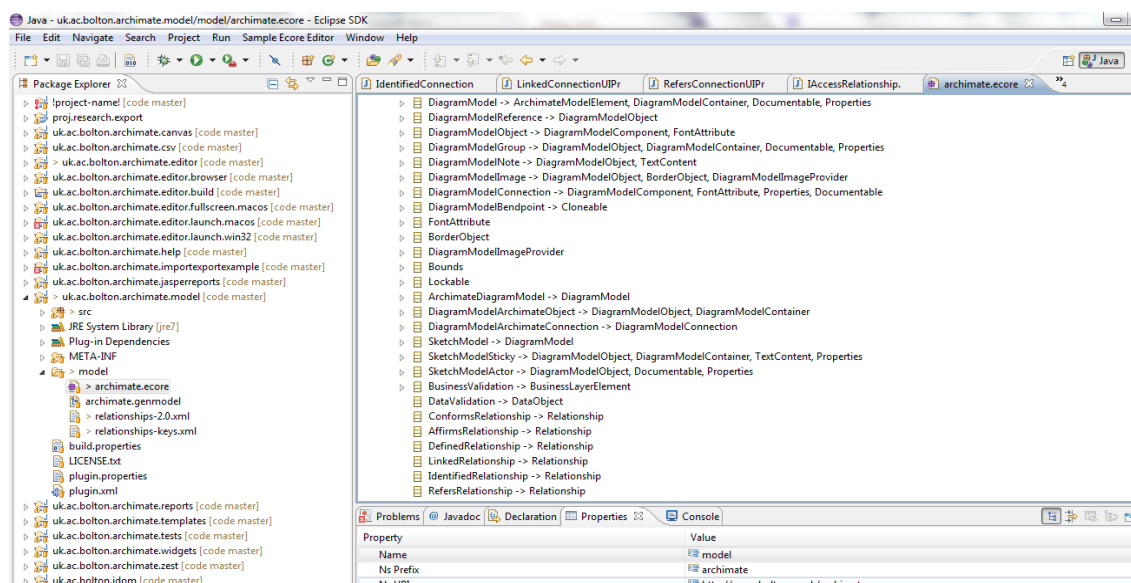 Java - uk.ac.bolton.archimate.model/model/archimate.ecore - Eclipse SDK
File Edit Navigate Search Project Run Sample Ecore Editor Window Help
Java
Package Explorer
!project-name! [code master]
proj.research.export
uk.ac.bolton.archimate.canvas [code master]
uk.ac.bolton.archimate.csv [code master]
> uk.ac.bolton.archimate.editor [code master]
uk.ac.bolton.archimate.editor.browser [code master]
uk.ac.bolton.archimate.editor.build [code master]
uk.ac.bolton.archimate.editor.fullscreen.macos [code master]
uk.ac.bolton.archimate.editor.launch.macos [code master]
uk.ac.bolton.archimate.editor.launch.win32 [code master]
uk.ac.bolton.archimate.help [code master]
uk.ac.bolton.archimate.importexportexample [code master]
uk.ac.bolton.archimate.jasperreports [code master]
> uk.ac.bolton.archimate.model [code master]
> src
JRE System Library [jre7]
Plug-in Dependencies
META-INF
> model
> archimate.ecore
archimate.genmodel
> relationships-2.0.xml
> relationships-keys.xml
build.properties
LICENSE.txt
plugin.properties
plugin.xml
uk.ac.bolton.archimate.reports [code master]
uk.ac.bolton.archimate.templates [code master]
uk.ac.bolton.archimate.tests [code master]
uk.ac.bolton.archimate.widgets [code master]
uk.ac.bolton.archimate.zest [code master]
uk.ac.bolton.jdom [code master]
IdentifiedConnection LinkedConnectionUIPr RefersConnectionUIPr IAccessRelationship. archimate.ecore »4
DiagramModel -> ArchimateModelElement, DiagramModelContainer, Documentable, Properties
DiagramModelReference -> DiagramModelObject
DiagramModelObject -> DiagramModelComponent, FontAttribute
DiagramModelGroup -> DiagramModelObject, DiagramModelContainer, Documentable, Properties
DiagramModelNote -> DiagramModelObject, TextContent
DiagramModelImage -> DiagramModelObject, BorderObject, DiagramModelImageProvider
DiagramModelConnection -> DiagramModelComponent, FontAttribute, Properties, Documentable
DiagramModelBendpoint -> Cloneable
FontAttribute
BorderObject
DiagramModelImageProvider
Bounds
Lockable
ArchimateDiagramModel -> DiagramModel
DiagramModelArchimateObject -> DiagramModelObject, DiagramModelContainer
DiagramModelArchimateConnection -> DiagramModelConnection
SketchModel -> DiagramModel
SketchModelSticky -> DiagramModelObject, DiagramModelContainer, TextContent, Properties
SketchModelActor -> DiagramModelObject, Documentable, Properties
BusinessValidation -> BusinessLayerElement
DataValidation -> DataObject
ConformsRelationship -> Relationship
AffirmsRelationship -> Relationship
DefinedRelationship -> Relationship
LinkedRelationship -> Relationship
IdentifiedRelationship -> Relationship
RefersRelationship -> Relationship
Problems Javadoc Declaration Properties Console
Property Value
Name model
Ns Prefix archimate